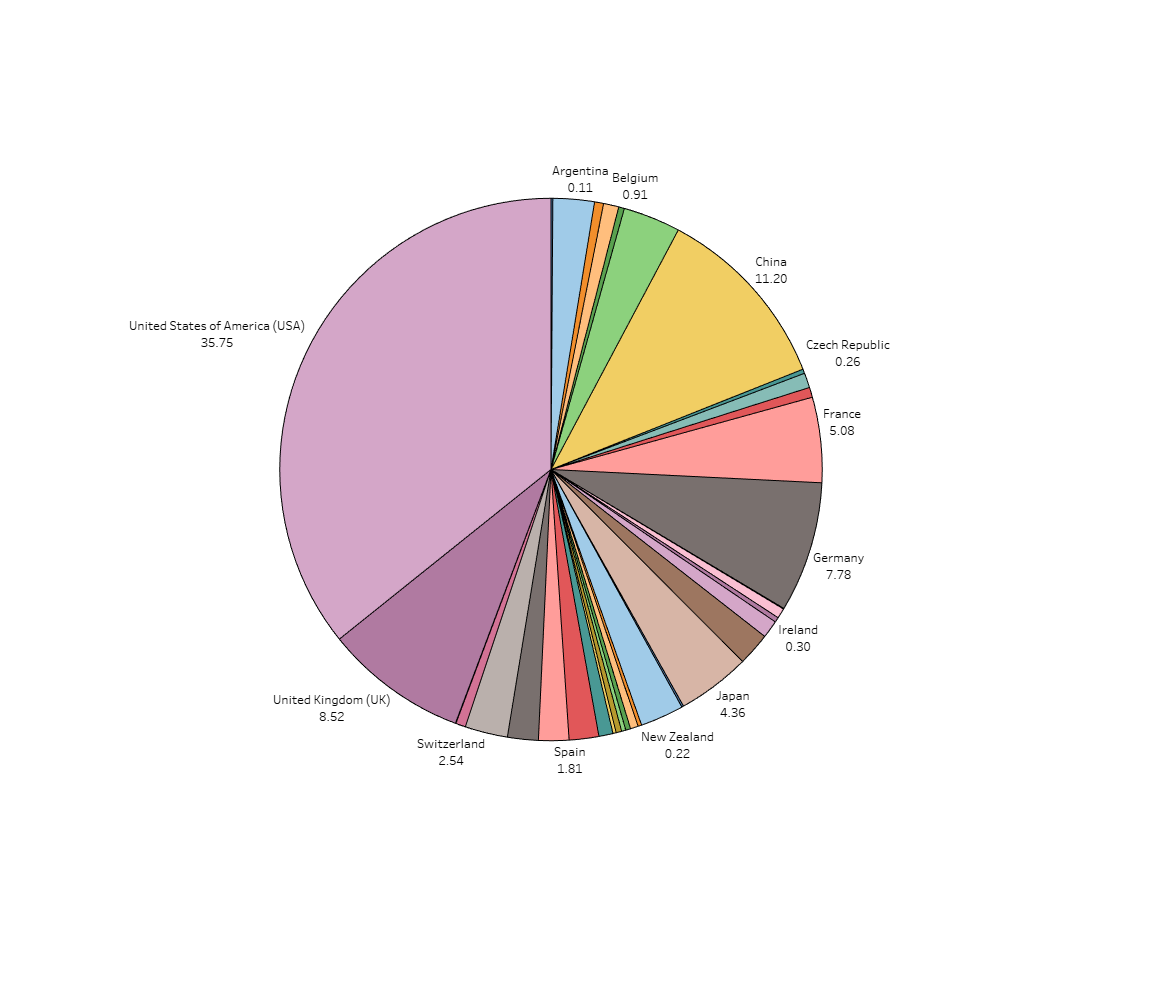 Argentina
0.11
Belgium
0.91
China
11.20
Czech Republic
0.26
France
5.08
Germany
7.78
Ireland
0.30
Japan
4.36
New Zealand
0.22
Spain
1.81
Switzerland
2.54
United Kingdom (UK)
8.52
United States of America (USA)
35.75